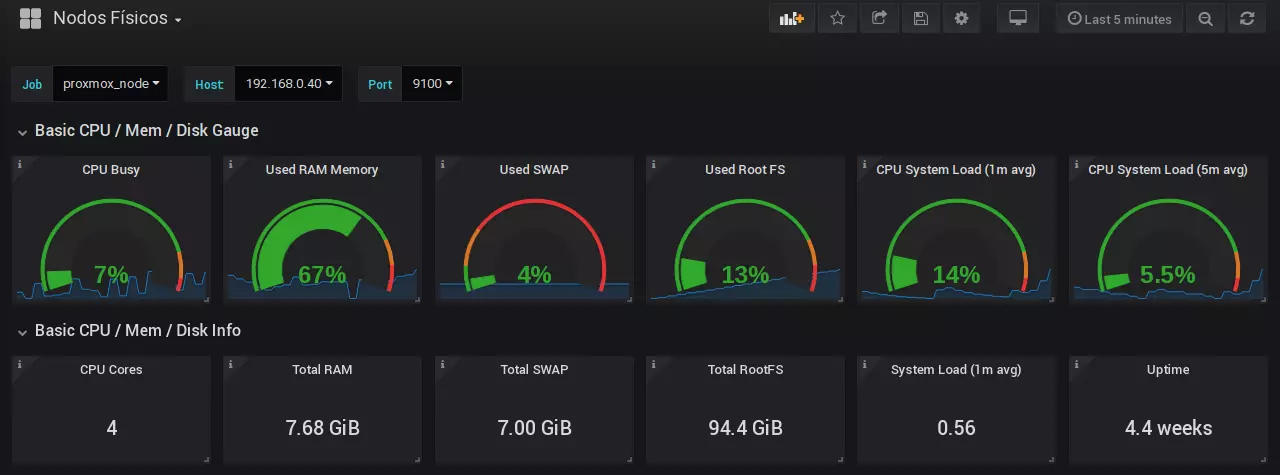 Nodos Físicos
Last 5 minutes
Job proxmox_node Host 192.168.0.40 Port 9100
Basic CPU / Mem / Disk Gauge
CPU Busy
7%
Used RAM Memory
67%
Used SWAP
4%
Used Root FS
13%
CPU System Load (1m avg)
14%
CPU System Load (5m avg)
5.5%
Basic CPU / Mem / Disk Info
CPU Cores
4
Total RAM
7.68 GiB
Total SWAP
7.00 GiB
Total RootFS
94.4 GiB
System Load (1m avg)
0.56
Uptime
4.4 weeks